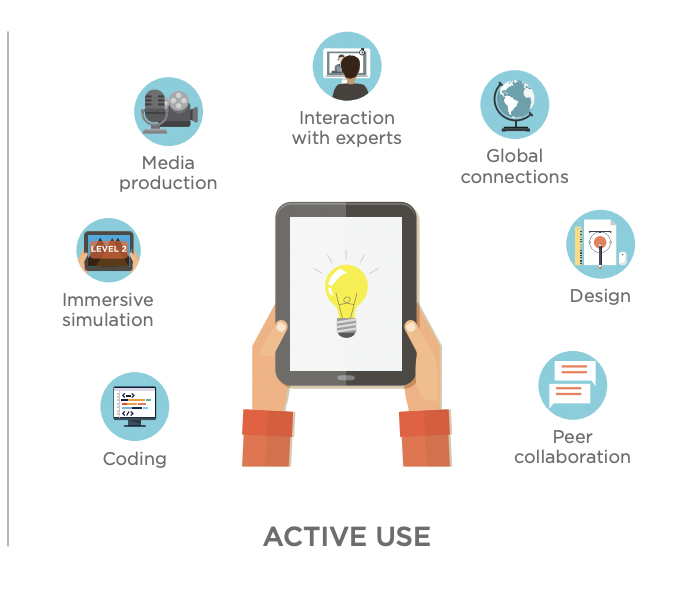 Interaction
with experts
Media
production
Global
connections
LEVEL 2
Immersive
simulation
Design
Coding
Peer
collaboration
ACTIVE USE